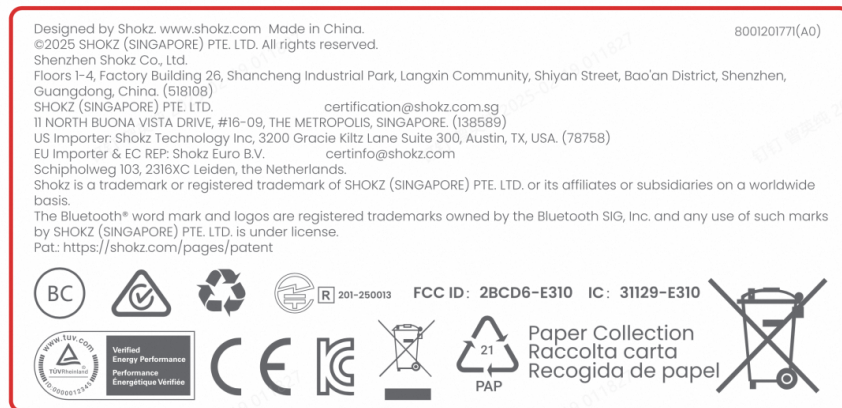 Designed by Shokz. www.shokz.com Made in China.
8001201771(A0)
©2025 SHOKZ (SINGAPORE) PTE. LTD. All rights reserved.
Shenzhen Shokz Co., Ltd.
Floors 1-4, Factory Building 26, Shancheng Industrial Park, Langxin Community, Shiyan Street, Bao'an District, Shenzhen,
Guangdong, China. (518108)
SHOKZ (SINGAPORE) PTE. LTD. certification@shokz.com.sg
11 NORTH BUONA VISTA DRIVE, #16-09, THE METROPOLIS, SINGAPORE. (138589)
US Importer: Shokz Technology Inc, 3200 Gracie Kiltz Lane Suite 300, Austin, TX, USA. (78758)
EU Importer & EC REP: Shokz Euro B.V. certinfo@shokz.com
Schipholweg 103, 2316XC Leiden, the Netherlands.
Shokz is a trademark or registered trademark of SHOKZ (SINGAPORE) PTE. LTD. or its affiliates or subsidiaries on a worldwide
basis.
The Bluetooth® word mark and logos are registered trademarks owned by the Bluetooth SIG, Inc. and any use of such marks
by SHOKZ (SINGAPORE) PTE. LTD. is under license.
Pat.: https://shokz.com/pages/patent
BC
R 201-250013 FCC ID: 2BCD6-E310 IC: 31129-E310
www.tuv.com
TÜVRheinland
ID 0000012345
Verified
Energy Performance
Performance
Énergétique Vérifiée
CE
21
PAP
Paper Collection
Raccolta carta
Recogida de papel